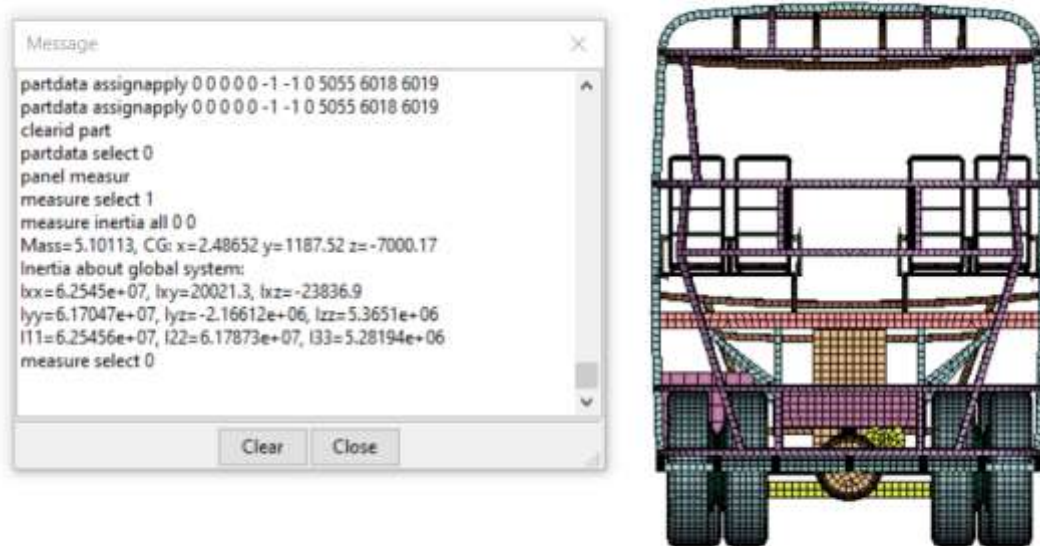 Message
partdata assignapply 0 0 0 0 0 -1 -1 0 5055 6018 6019
partdata assignapply 0 0 0 0 0 -1 -1 0 5055 6018 6019
clearid part
partdata select 0
panel measur
measure select 1
measure inertia all 0 0
Mass=5.10113, CG: x=2.48652 y=1187.52 z=-7000.17
Inertia about global system:
Ixx=6.2545e+07, Ixy=20021.3, Ixz=-23836.9
Iyy=6.17047e+07, Iyz=-2.16612e+06, Izz=5.3651e+06
I11=6.25456e+07, I22=6.17873e+07, I33=5.28194e+06
measure select 0
Clear Close